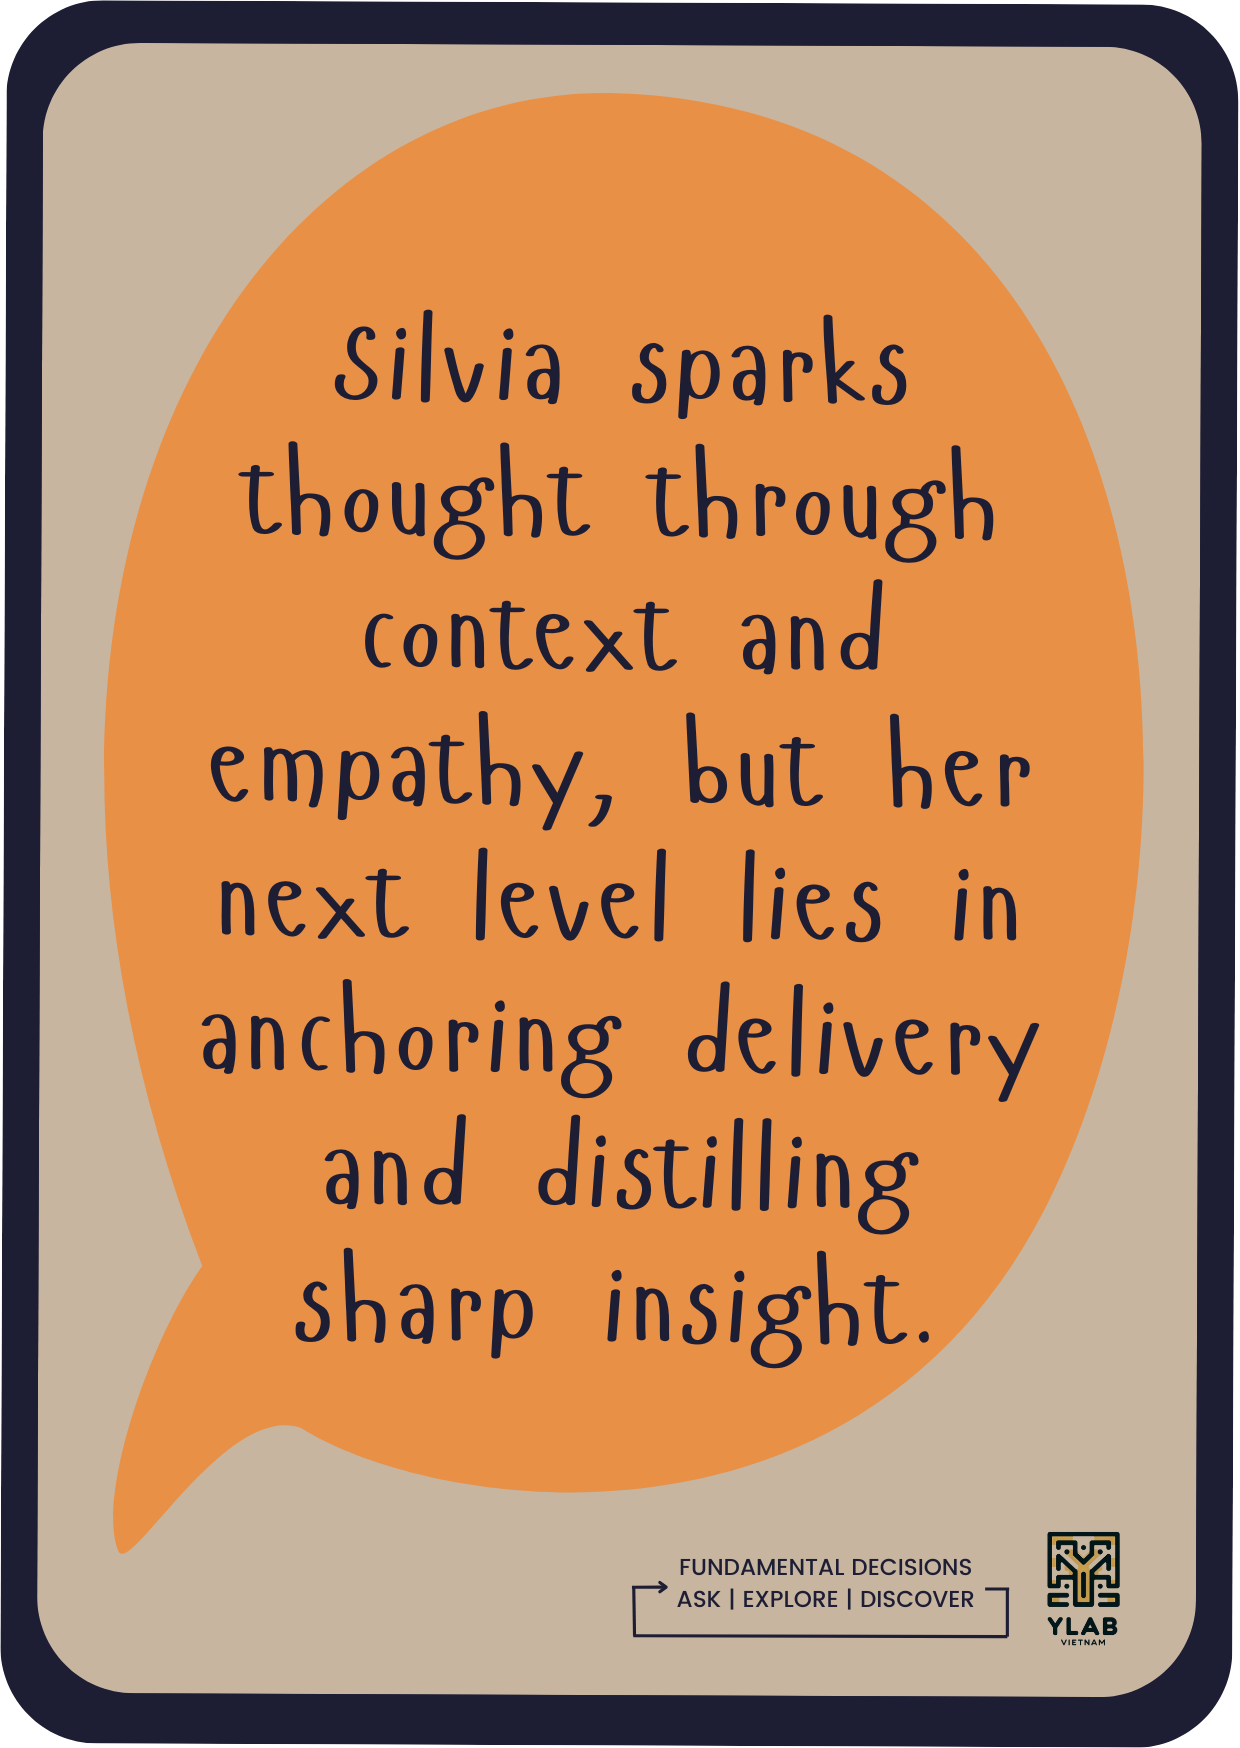 Silvia sparks
thought through
context and
empathy, but her
next level lies in
anchoring delivery
and distilling
sharp insight.
FUNDAMENTAL DECISIONS
ASK | EXPLORE | DISCOVER
YLAB
VIETNAM